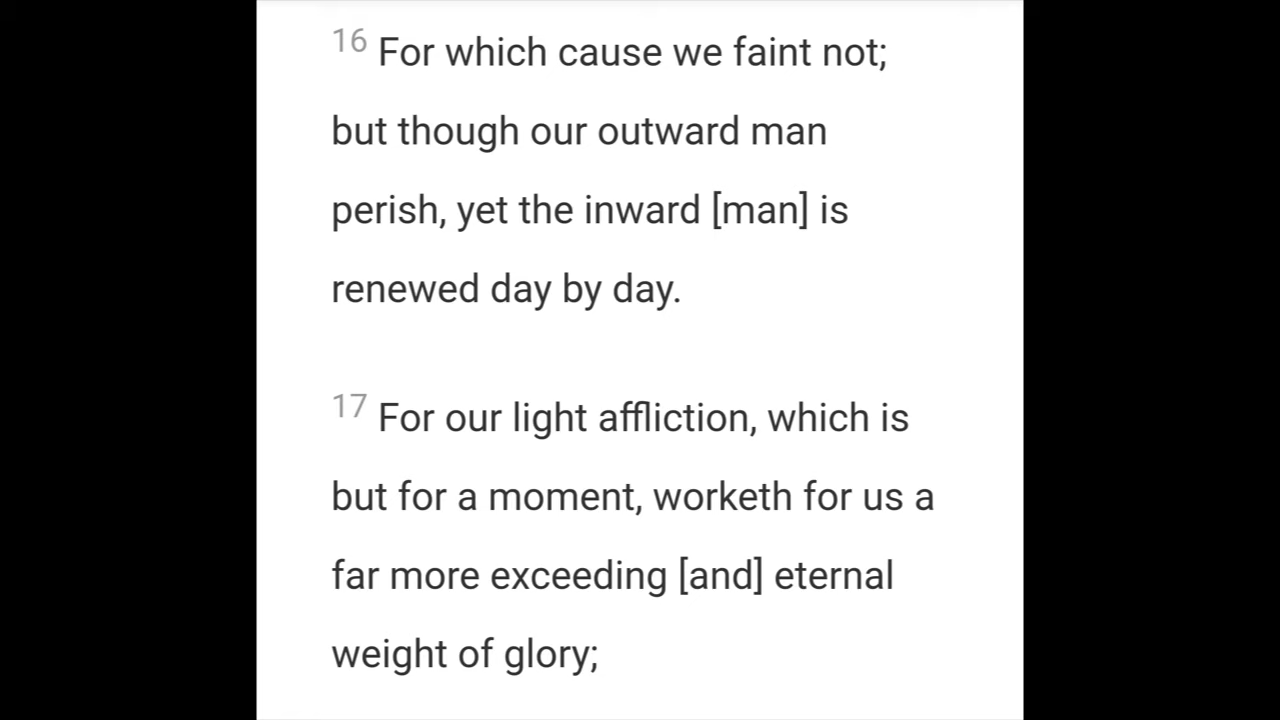 16 For which cause we faint not;
but though our outward man
perish, yet the inward [man] is
renewed day by day.
17 For our light affliction, which is
but for a moment, worketh for us a
far more exceeding [and] eternal
weight of glory;